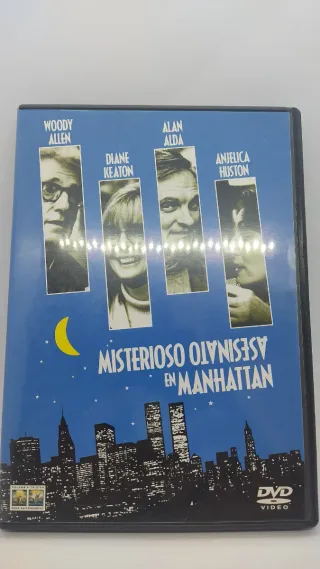 WOODY
ALLEN
DIANE
KEATON
ALAN
ALDA
ANJELICA
HUSTON
MISTERIOSO ASESINATO
EN MANHATTAN
DVD
VIDEO